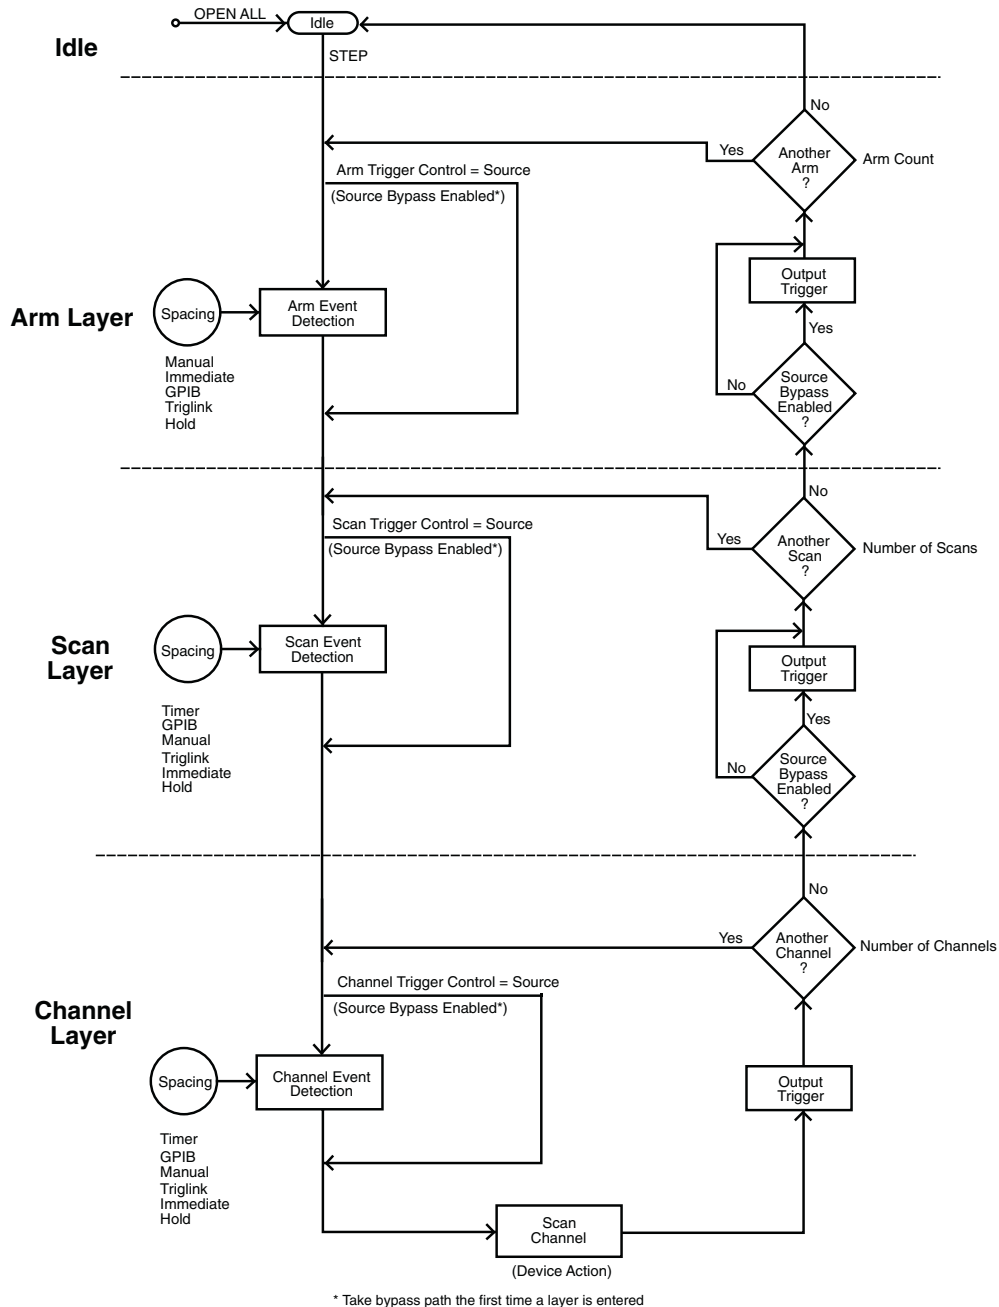 OPEN ALL
Idle
Idle
STEP
No
Yes
Another
Arm
?
Arm Count
Arm Trigger Control = Source
(Source Bypass Enabled*)
Output
Trigger
Arm Layer
Spacing
Arm Event
Detection
Yes
Manual
Immediate
GPIB
Triglink
Hold
No
Source
Bypass
Enabled
?
No
Scan Trigger Control = Source
(Source Bypass Enabled*)
Yes
Another
Scan
?
Number of Scans
Scan
Layer
Spacing
Scan Event
Detection
Output
Trigger
Timer
GPIB
Manual
Triglink
Immediate
Hold
Yes
No
Source
Bypass
Enabled
?
No
Yes
Another
Channel
?
Number of Channels
Channel Trigger Control = Source
(Source Bypass Enabled*)
Channel
Layer
Spacing
Channel Event
Detection
Output
Trigger
Timer
GPIB
Manual
Triglink
Immediate
Hold
Scan
Channel
(Device Action)
* Take bypass path the first time a layer is entered